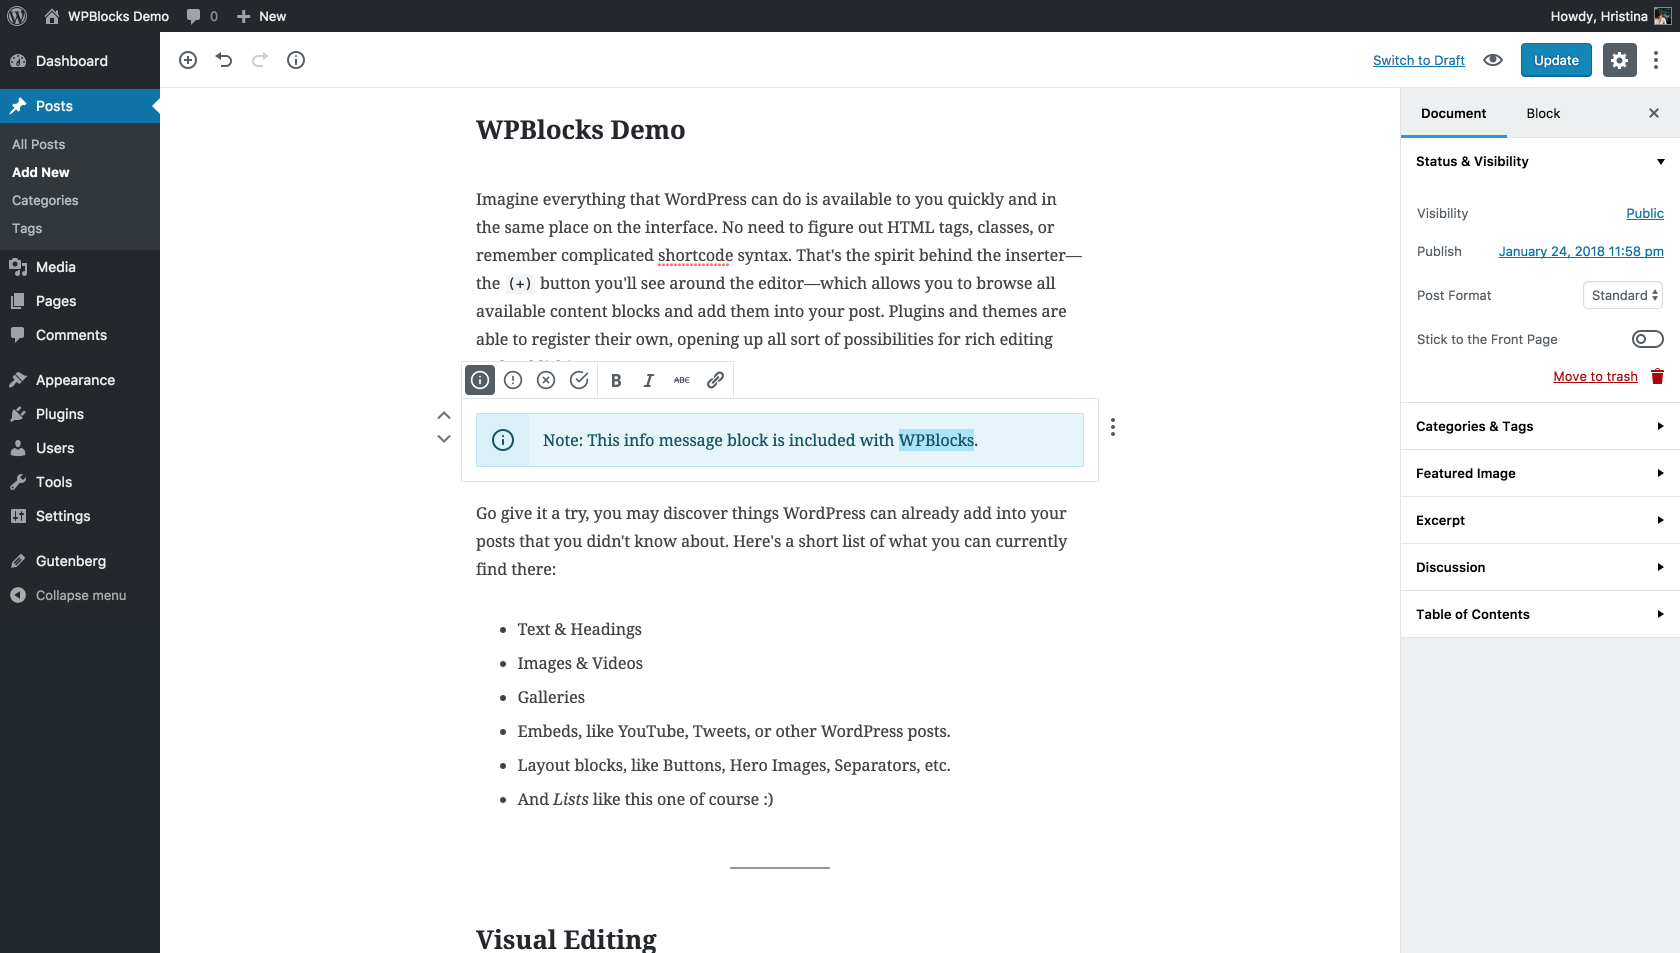 WPBlocks Demo
0
New
Howdy, Hristina
Dashboard
Posts
All Posts
Add New
Categories
Tags
Media
Pages
Comments
Appearance
Plugins
Users
Tools
Settings
Gutenberg
Collapse menu
Switch to Draft
Update
WPBlocks Demo
Imagine everything that WordPress can do is available to you quickly and in
the same place on the interface. No need to figure out HTML tags, classes, or
remember complicated shortcode syntax. That's the spirit behind the inserter—
the (+) button you'll see around the editor—which allows you to browse all
available content blocks and add them into your post. Plugins and themes are
able to register their own, opening up all sort of possibilities for rich editing
B I ABC
Note: This info message block is included with WPBlocks.
Go give it a try, you may discover things WordPress can already add into your
posts that you didn't know about. Here's a short list of what you can currently
find there:
• Text & Headings
• Images & Videos
• Galleries
• Embeds, like YouTube, Tweets, or other WordPress posts.
• Layout blocks, like Buttons, Hero Images, Separators, etc.
• And Lists like this one of course :)
Visual Editing
Document
Block
Status & Visibility
Visibility
Public
Publish
January 24, 2018 11:58 pm
Post Format
Standard
Stick to the Front Page
Move to trash
Categories & Tags
Featured Image
Excerpt
Discussion
Table of Contents